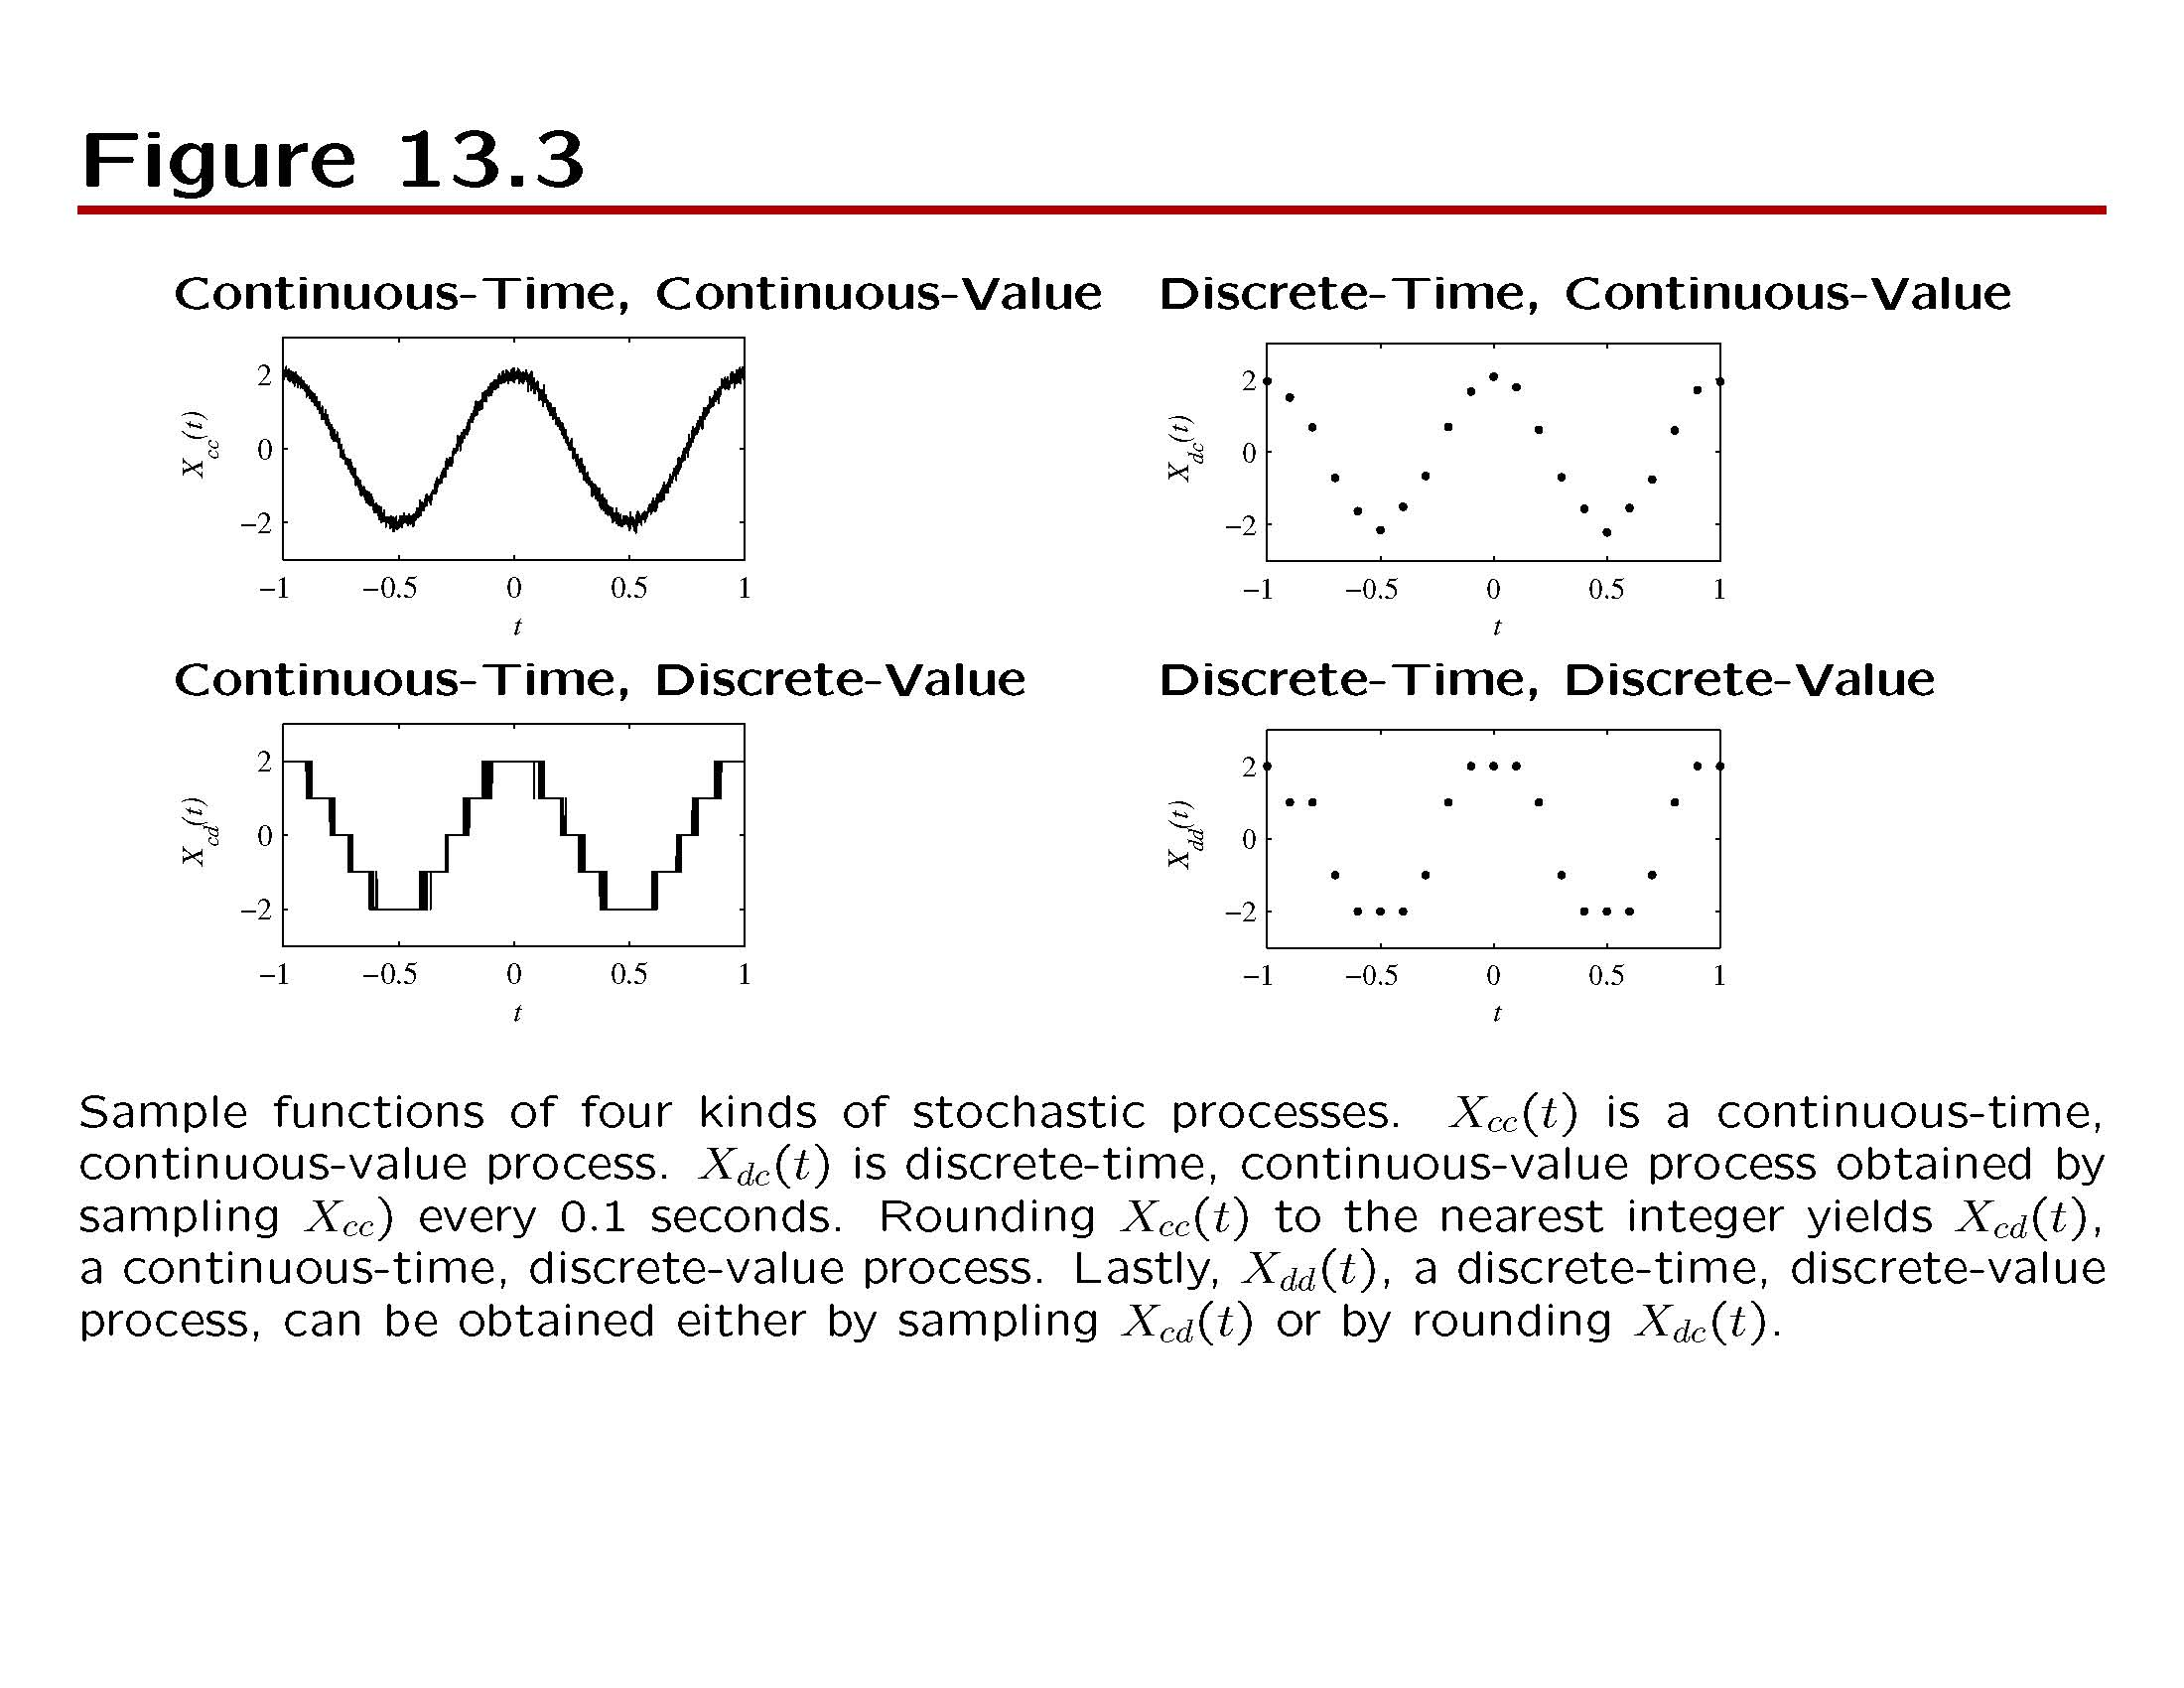 Figure 13.3
Continuous-Time, Continuous-Value
2
0
−2
X_cc(t)
−1 −0.5 0 0.5 1
t
Discrete-Time, Continuous-Value
2
0
−2
X_dc(t)
−1 −0.5 0 0.5 1
t
Continuous-Time, Discrete-Value
2
0
−2
X_cd(t)
−1 −0.5 0 0.5 1
t
Discrete-Time, Discrete-Value
2
0
−2
X_dd(t)
−1 −0.5 0 0.5 1
t
Sample functions of four kinds of stochastic processes. X_cc(t) is a continuous-time,
continuous-value process. X_dc(t) is discrete-time, continuous-value process obtained by
sampling X_cc) every 0.1 seconds. Rounding X_cc(t) to the nearest integer yields X_cd(t),
a continuous-time, discrete-value process. Lastly, X_dd(t), a discrete-time, discrete-value
process, can be obtained either by sampling X_cd(t) or by rounding X_dc(t).